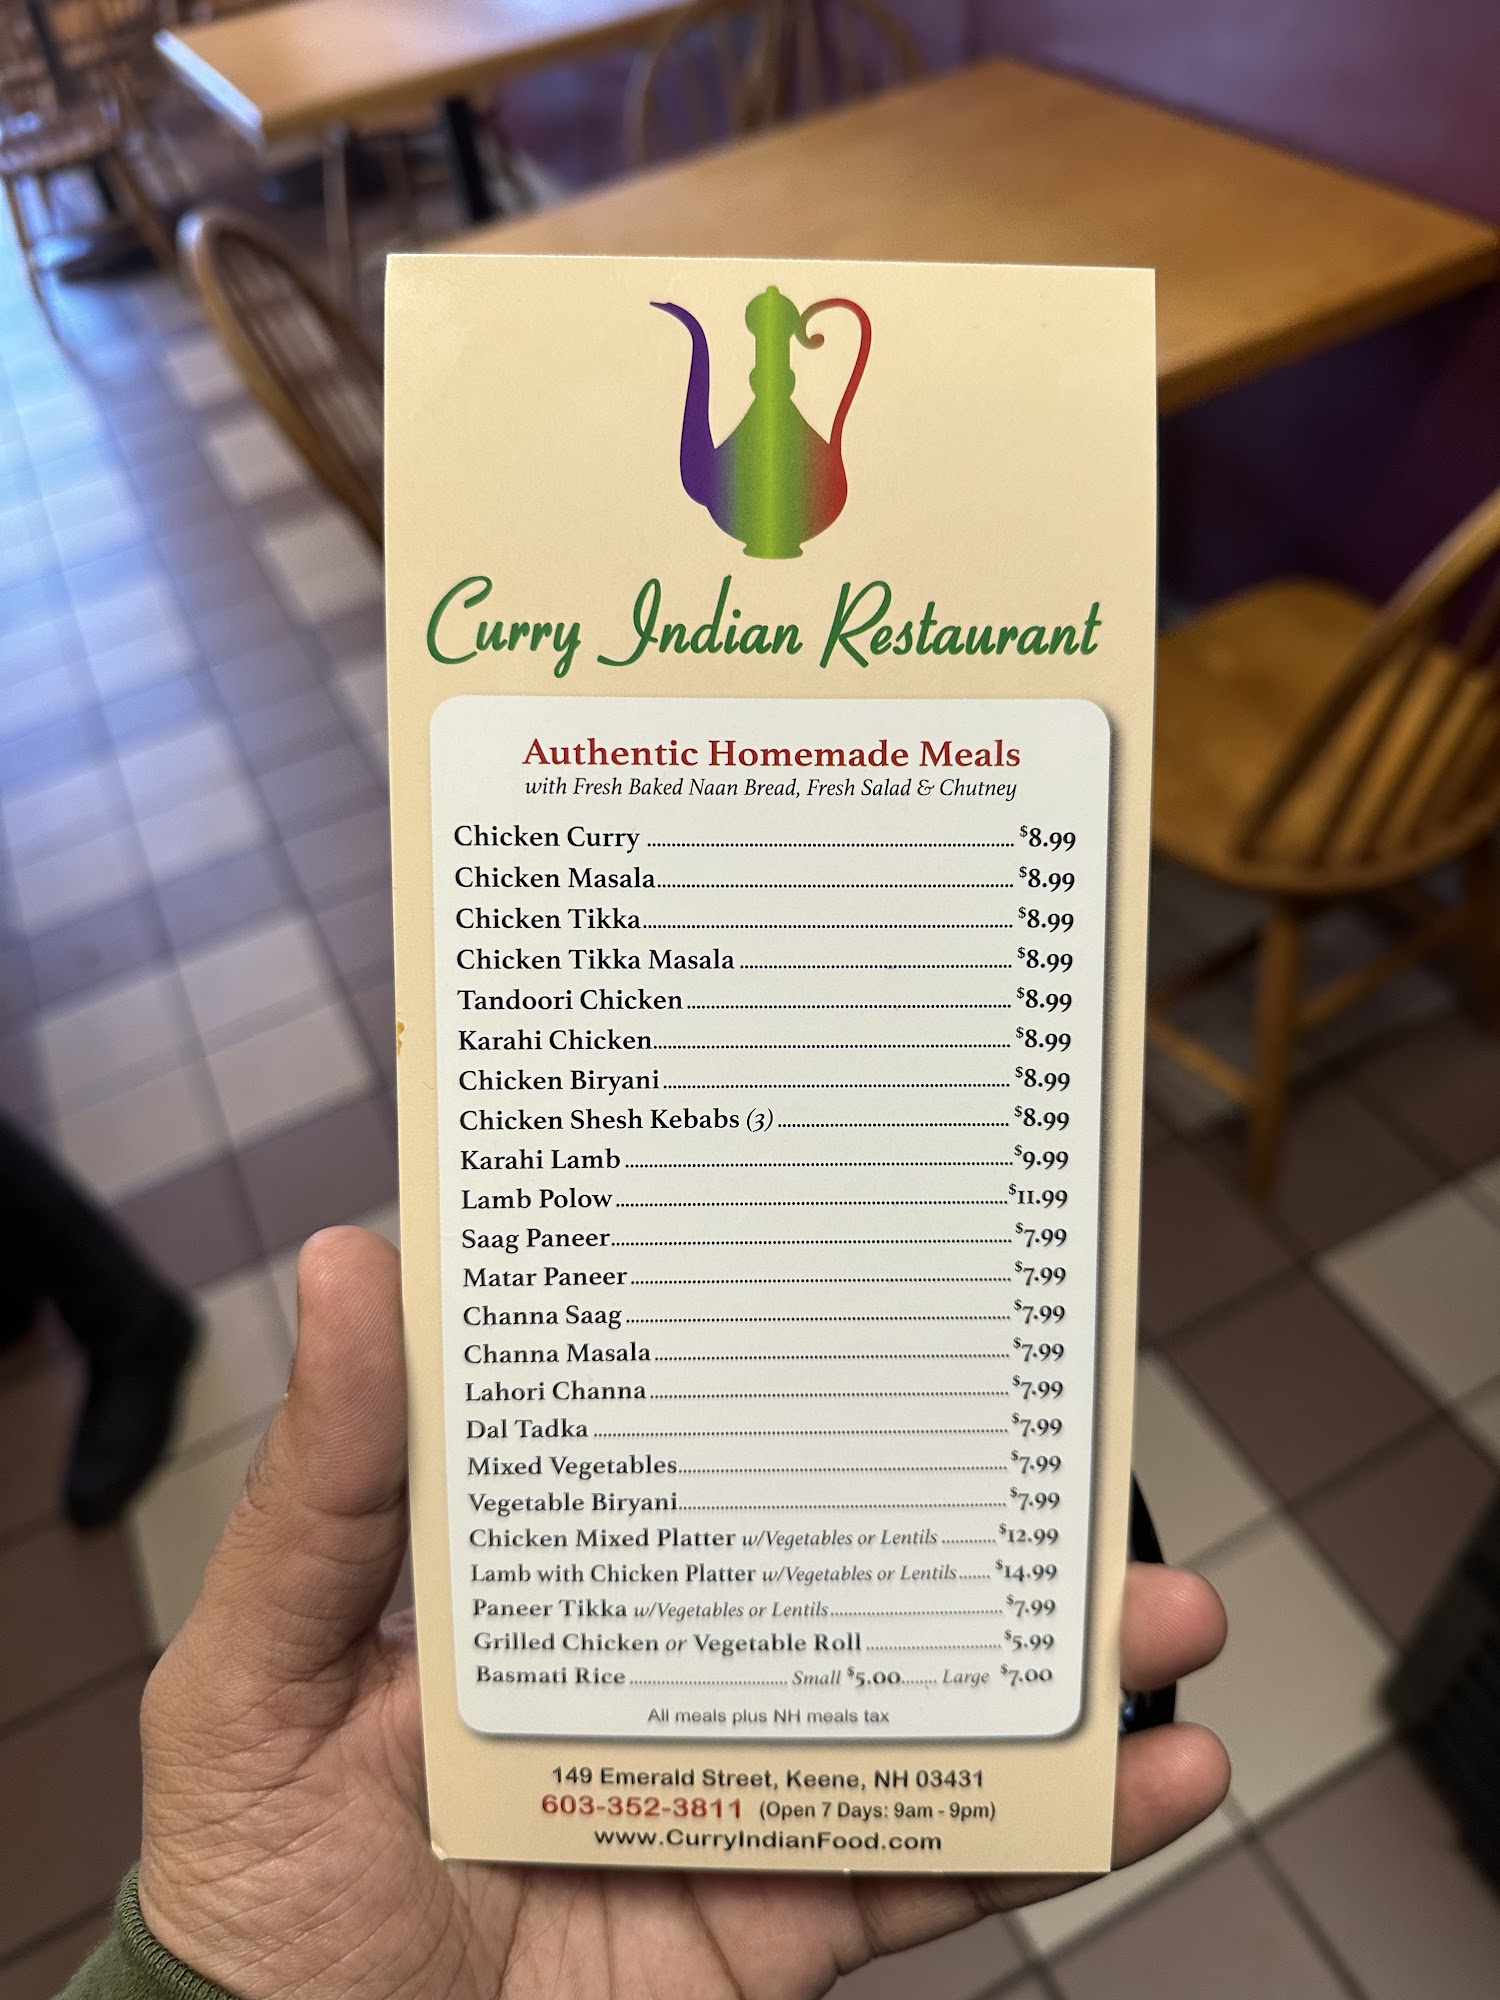 Curry Indian Restaurant
Authentic Homemade Meals
with Fresh Baked Naan Bread, Fresh Salad & Chutney
Chicken Curry ........ $8.99
Chicken Masala........ $8.99
Chicken Tikka........ $8.99
Chicken Tikka Masala ........ $8.99
Tandoori Chicken ........ $8.99
Karahi Chicken........ $8.99
Chicken Biryani ........ $8.99
Chicken Shesh Kebabs (3) ........ $8.99
Karahi Lamb ........ $9.99
Lamb Polow ........ $11.99
Saag Paneer........ $7.99
Matar Paneer ........ $7.99
Channa Saag ........ $7.99
Channa Masala ........ $7.99
Lahori Channa ........ $7.99
Dal Tadka ........ $7.99
Mixed Vegetables........ $7.99
Vegetable Biryani........ $7.99
Chicken Mixed Platter w/Vegetables or Lentils ........ $12.99
Lamb with Chicken Platter w/Vegetables or Lentils ....... $14.99
Paneer Tikka w/Vegetables or Lentils ........ $7.99
Grilled Chicken or Vegetable Roll ........ $5.99
Basmati Rice ........ Small $5.00 ........ Large $7.00
All meals plus NH meals tax
149 Emerald Street, Keene, NH 03431
603-352-3811 (Open 7 Days: 9am - 9pm)
www.CurryIndianFood.com